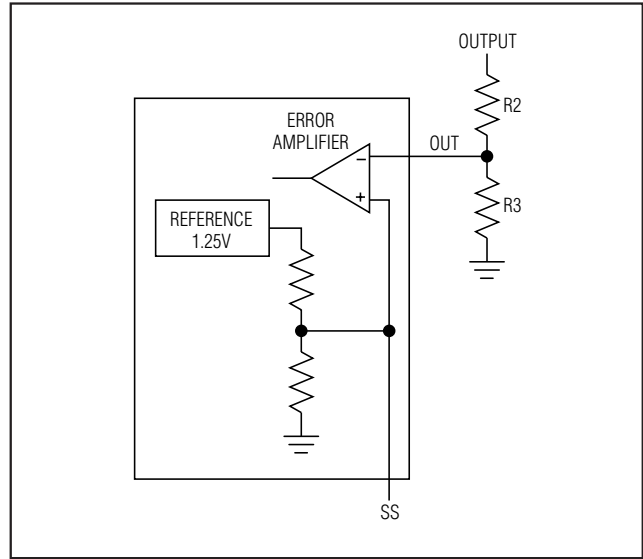 OUTPUT
R2
ERROR
AMPLIFIER
OUT
−
+
REFERENCE
1.25V
R3
SS